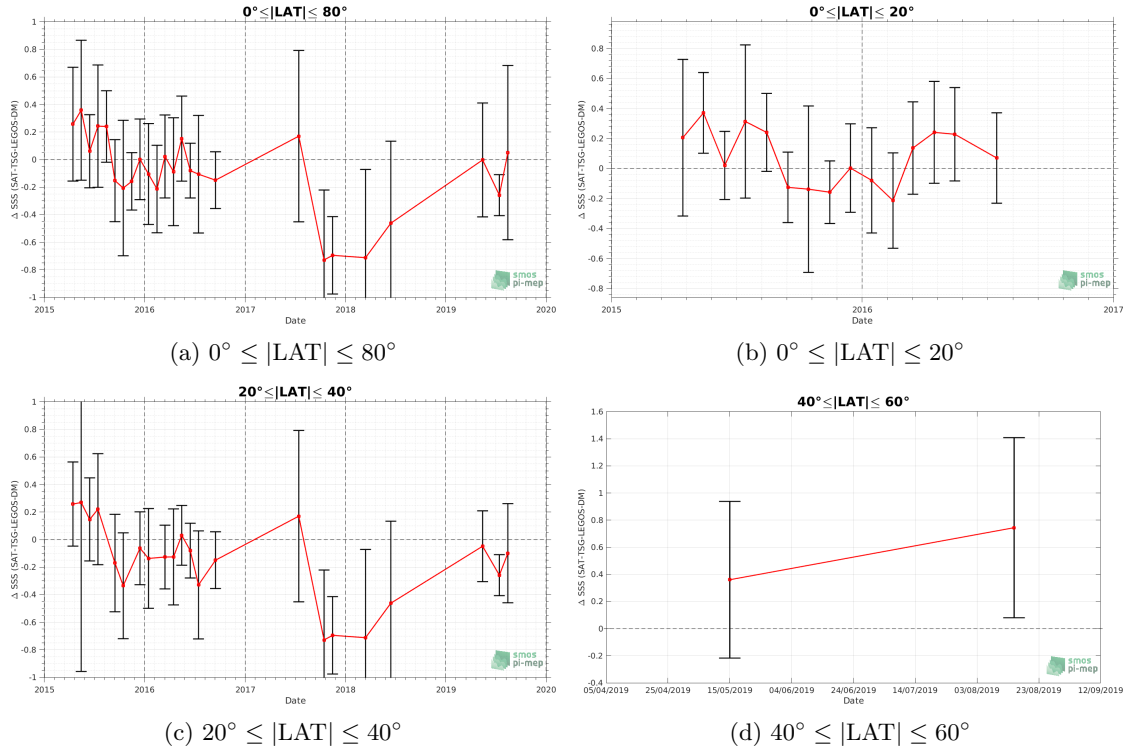 0°≤|LAT|≤ 80°
1
0.8
0.6
0.4
0.2
0
-0.2
-0.4
-0.6
-0.8
-1
Δ SSS (SAT-TSG-LEGOS-DM)
2015
2016
2017
2018
2019
2020
Date
smos
pi-mep
(a) 0° ≤ |LAT| ≤ 80°
0°≤|LAT|≤ 20°
0.8
0.6
0.4
0.2
0
-0.2
-0.4
-0.6
-0.8
Δ SSS (SAT-TSG-LEGOS-DM)
2015
2016
2017
Date
smos
pi-mep
(b) 0° ≤ |LAT| ≤ 20°
20°≤|LAT|≤ 40°
1
0.8
0.6
0.4
0.2
0
-0.2
-0.4
-0.6
-0.8
-1
Δ SSS (SAT-TSG-LEGOS-DM)
2015
2016
2017
2018
2019
2020
Date
smos
pi-mep
(c) 20° ≤ |LAT| ≤ 40°
40°≤|LAT|≤ 60°
1.6
1.4
1.2
1
0.8
0.6
0.4
0.2
0
-0.2
-0.4
Δ SSS (SAT-TSG-LEGOS-DM)
05/04/2019
25/04/2019
15/05/2019
04/06/2019
24/06/2019
14/07/2019
03/08/2019
23/08/2019
12/09/2019
Date
smos
pi-mep
(d) 40° ≤ |LAT| ≤ 60°